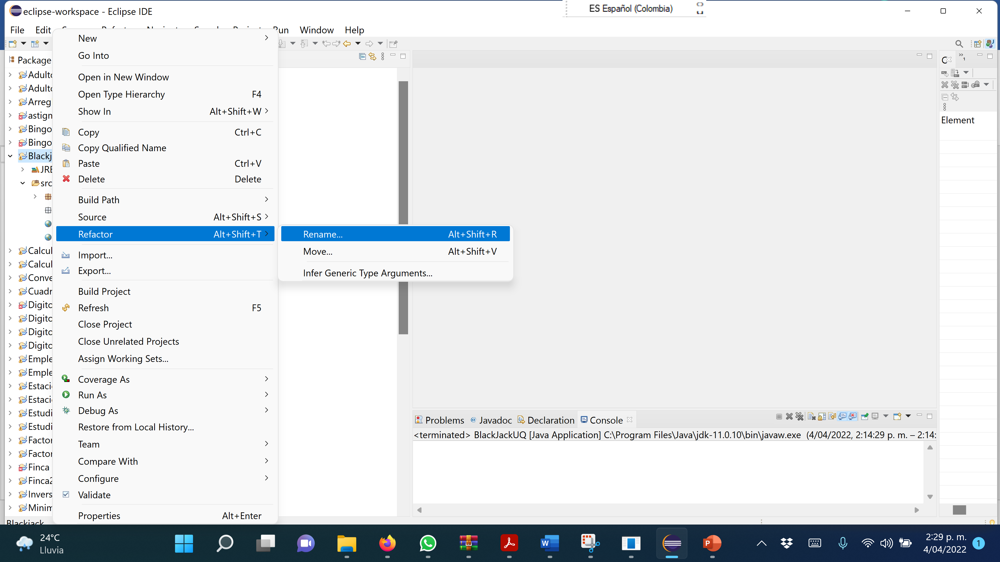 eclipse-workspace - Eclipse IDE
ES Español (Colombia)
File Edit Run Window Help
Package
Adulto
Adulto
Arreg
astign
Bingo
Bingo
Blackj
JRE
src
Calcul
Calcul
Conve
Cuadr
Digito
Digito
Digito
Digito
Emple
Emple
Estaci
Estaci
Estudi
Estudi
Factor
Factor
Finca
Finca2
Invers
Minim
Blackjack
New
Go Into
Open in New Window
Open Type Hierarchy F4
Show In Alt+Shift+W
Copy Ctrl+C
Copy Qualified Name
Paste Ctrl+V
Delete Delete
Build Path
Source Alt+Shift+S
Refactor Alt+Shift+T
Import...
Export...
Build Project
Refresh F5
Close Project
Close Unrelated Projects
Assign Working Sets...
Coverage As
Run As
Debug As
Restore from Local History...
Team
Compare With
Configure
Validate
Properties Alt+Enter
Rename... Alt+Shift+R
Move... Alt+Shift+V
Infer Generic Type Arguments...
Element
Problems @ Javadoc Declaration Console
<terminated> BlackJackUQ [Java Application] C:\Program Files\Java\jdk-11.0.10\bin\javaw.exe (4/04/2022, 2:14:29 p. m. – 2:14:
24°C
Lluvia
2:29 p. m.
4/04/2022
1